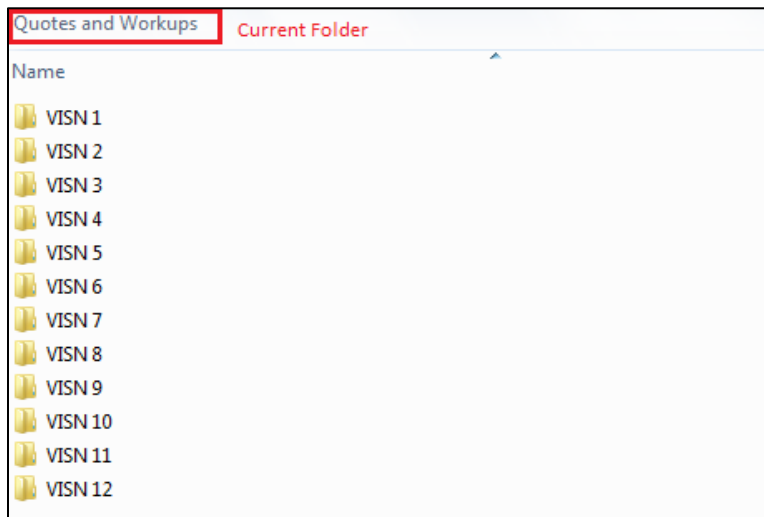 Quotes and Workups Current Folder
Name
VISN 1
VISN 2
VISN 3
VISN 4
VISN 5
VISN 6
VISN 7
VISN 8
VISN 9
VISN 10
VISN 11
VISN 12